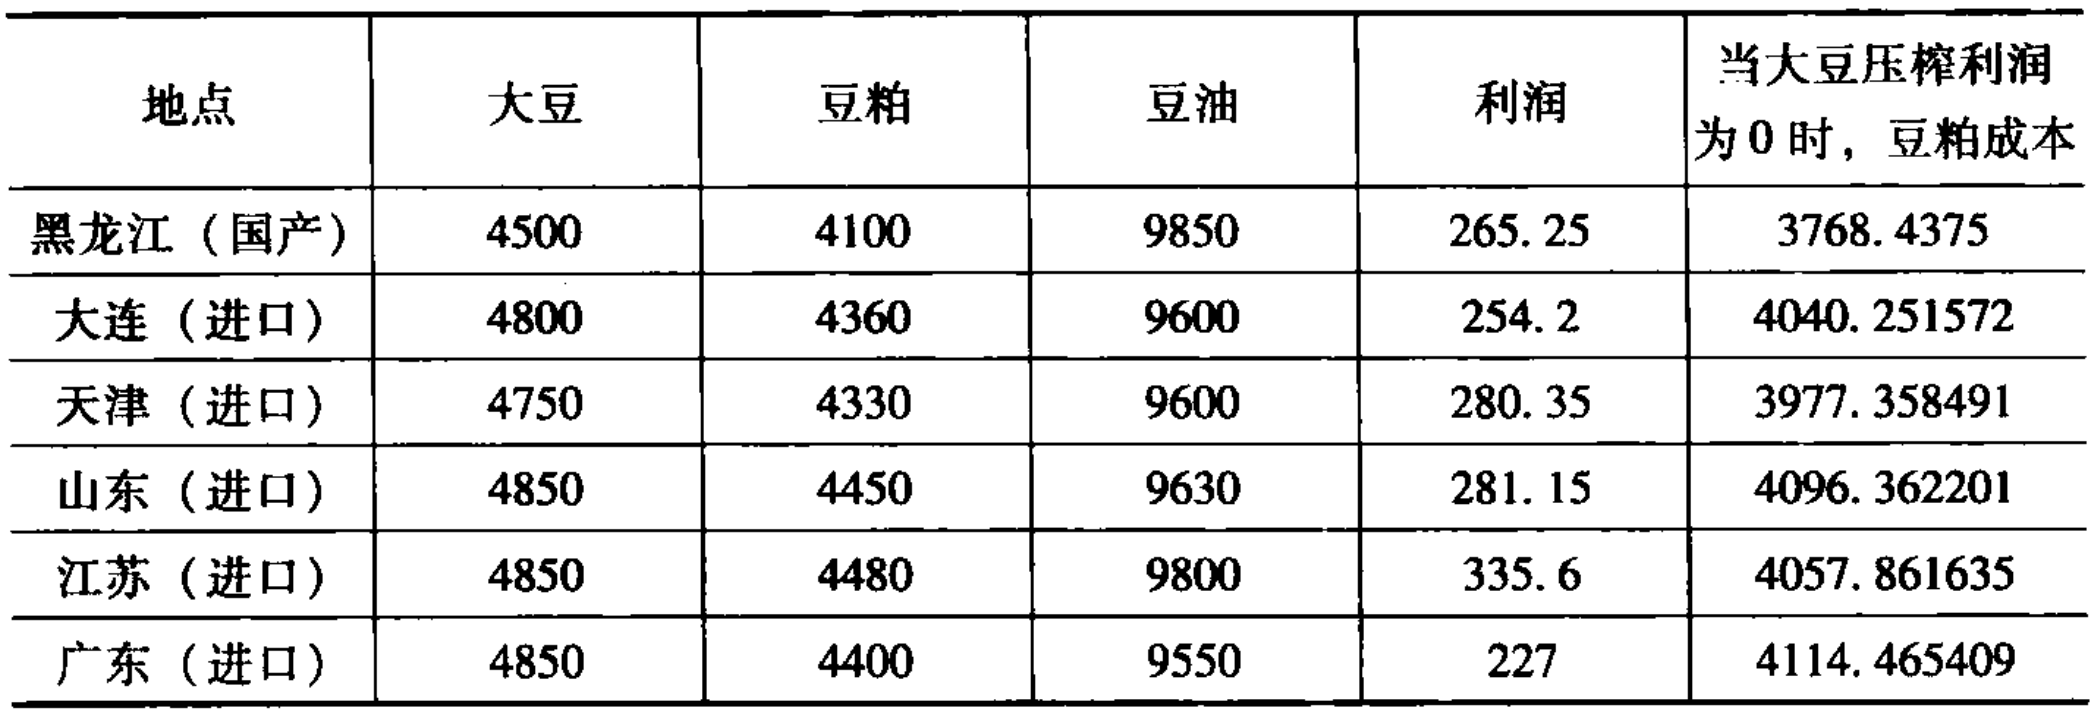 地点 大豆 豆粕 豆油 利润 当大豆压榨利润
为0时，豆粕成本
黑龙江（国产） 4500 4100 9850 265.25 3768.4375
大连（进口） 4800 4360 9600 254.2 4040.251572
天津（进口） 4750 4330 9600 280.35 3977.358491
山东（进口） 4850 4450 9630 281.15 4096.362201
江苏（进口） 4850 4480 9800 335.6 4057.861635
广东（进口） 4850 4400 9550 227 4114.465409